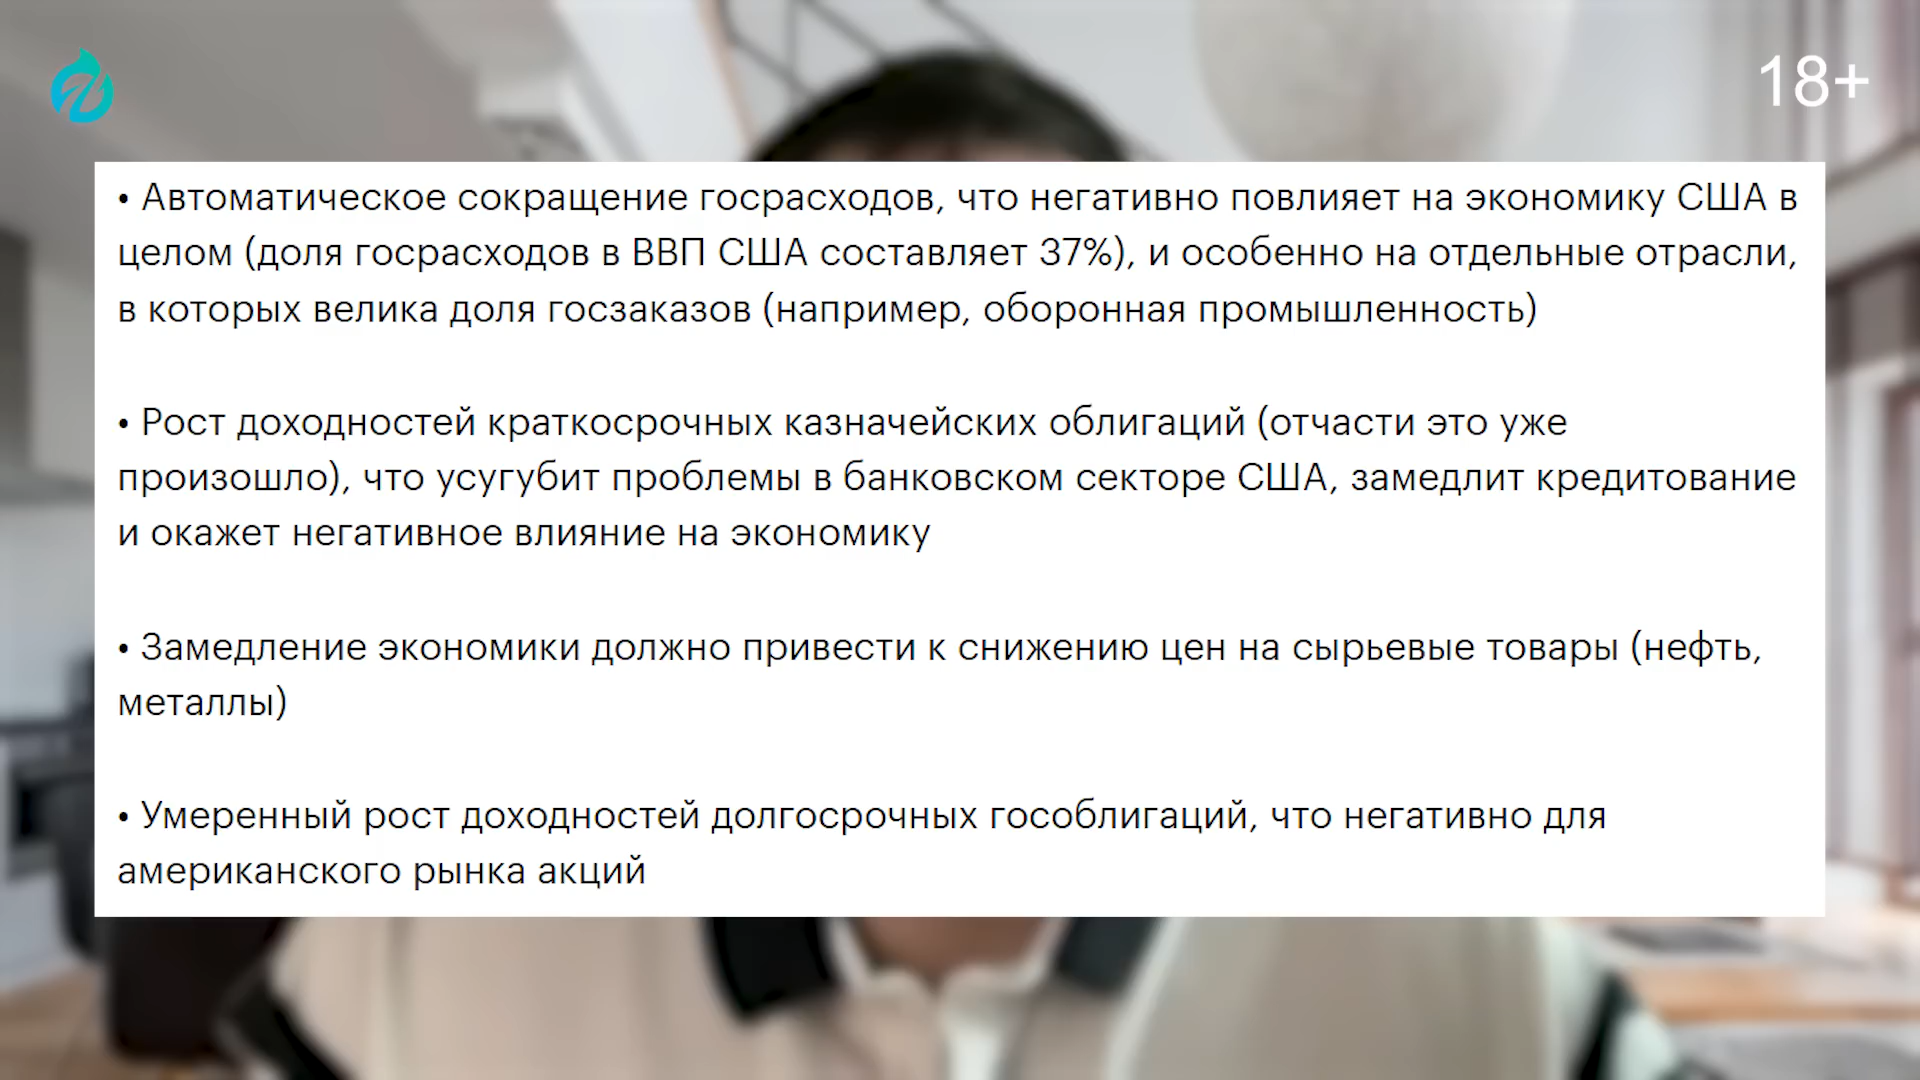 18+
• Автоматическое сокращение госрасходов, что негативно повлияет на экономику США в
целом (доля госрасходов в ВВП США составляет 37%), и особенно на отдельные отрасли,
в которых велика доля госзаказов (например, оборонная промышленность)
• Рост доходностей краткосрочных казначейских облигаций (отчасти это уже
произошло), что усугубит проблемы в банковском секторе США, замедлит кредитование
и окажет негативное влияние на экономику
• Замедление экономики должно привести к снижению цен на сырьевые товары (нефть,
металлы)
• Умеренный рост доходностей долгосрочных гособлигаций, что негативно для
американского рынка акций